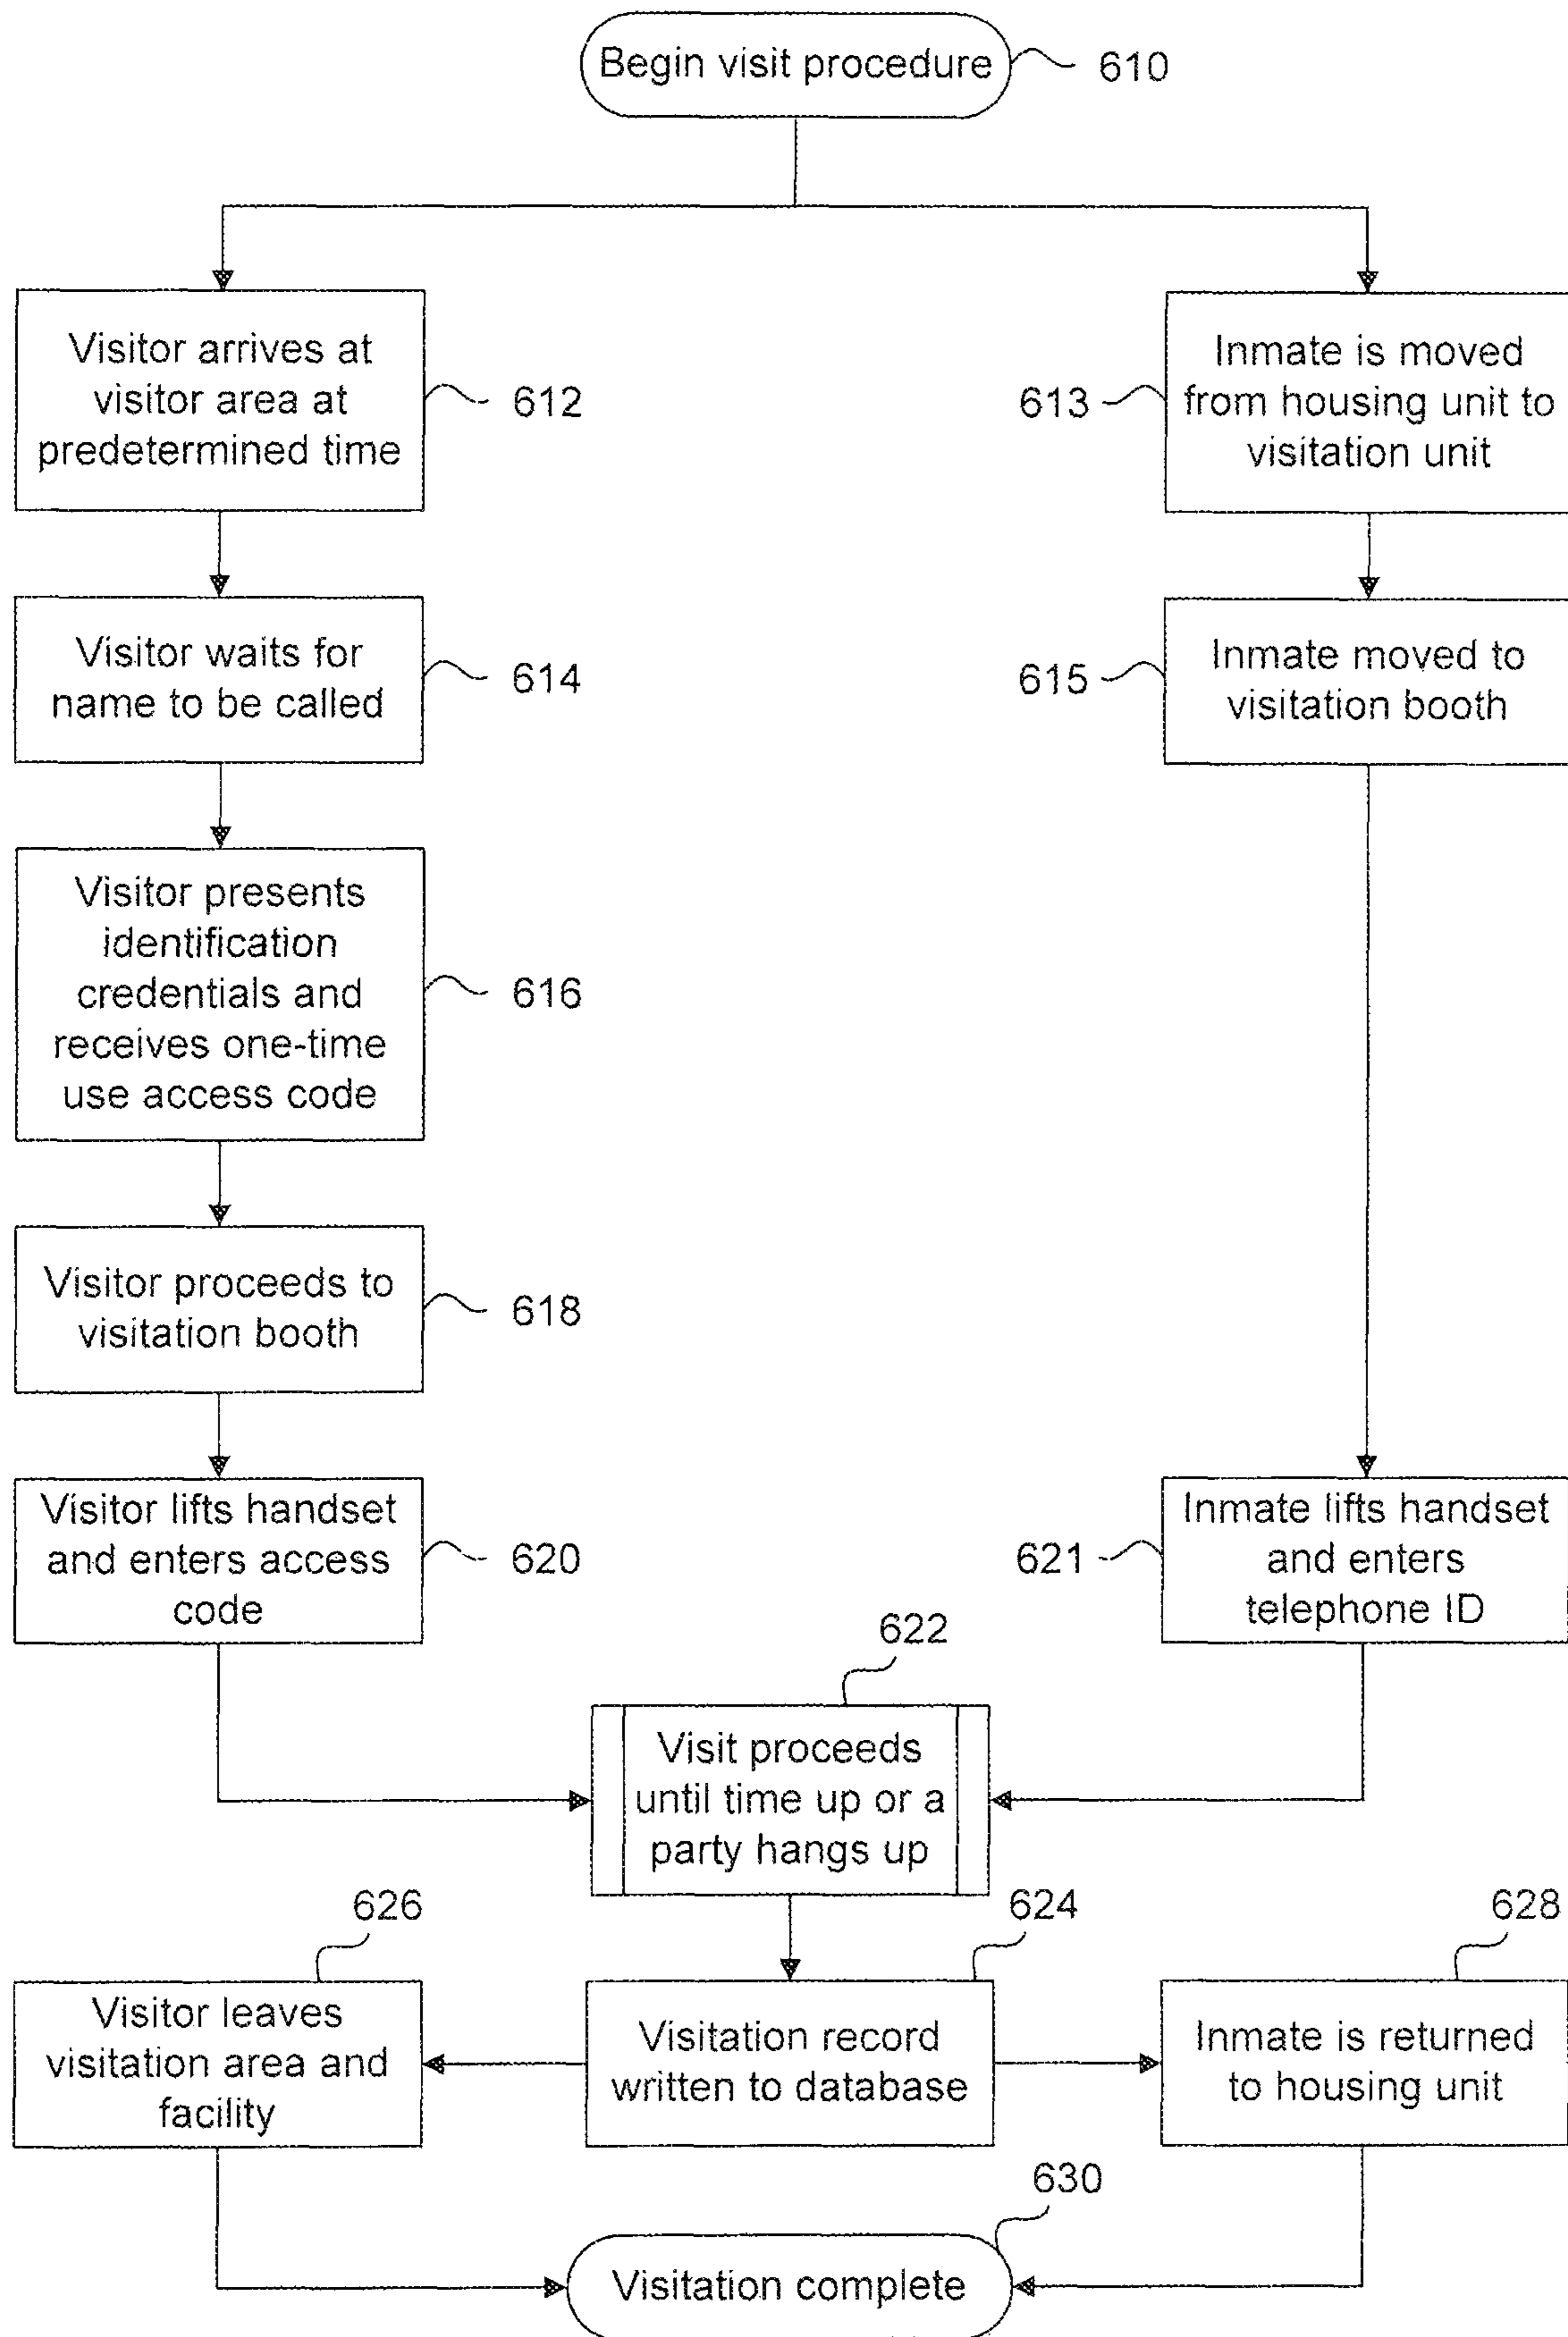 Begin visit procedure
610
Visitor arrives at
visitor area at
predetermined time
612
613
Inmate is moved
from housing unit to
visitation unit
Visitor waits for
name to be called
614
615
Inmate moved to
visitation booth
Visitor presents
identification
credentials and
receives one-time
use access code
616
Visitor proceeds to
visitation booth
618
Visitor lifts handset
and enters access
code
620
621
Inmate lifts handset
and enters
telephone ID
622
Visit proceeds
until time up or a
party hangs up
626
Visitor leaves
visitation area and
facility
624
Visitation record
written to database
628
Inmate is returned
to housing unit
630
Visitation complete